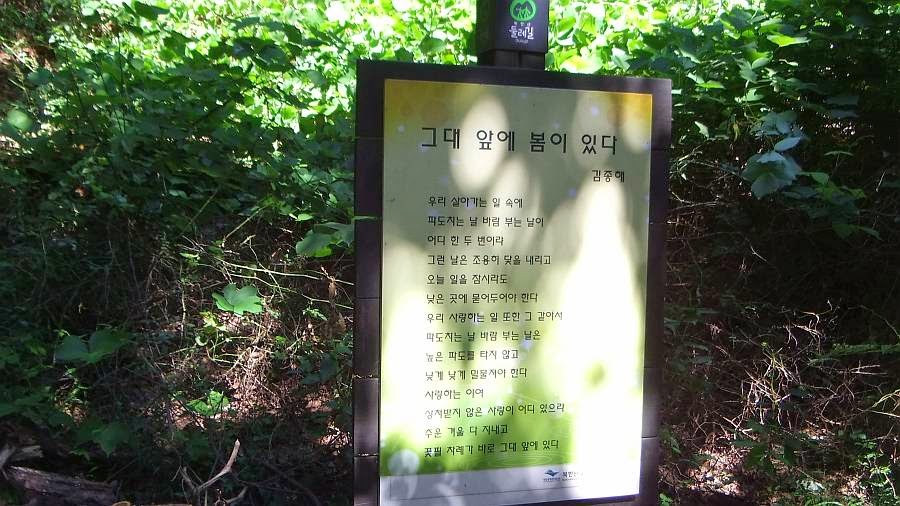 둘레길
그대 앞에 봄이 있다
김종해
우리 살아가는 일 속에
파도치는 날 바람 부는 날이
어디 한 두 번이랴
그런 날은 조용히 닻을 내리고
오늘 일을 잠시라도
낮은 곳에 묻어두어야 한다
우리 사랑하는 일 또한 그 같아서
파도치는 날 바람 부는 날은
높은 파도를 타지 않고
낮게 낮게 밀물져야 한다
사랑하는 이여
상처받지 않은 사랑이 어디 있으랴
추운 겨울 다 지내고
꽃필 차례가 바로 그대 앞에 있다
북한산